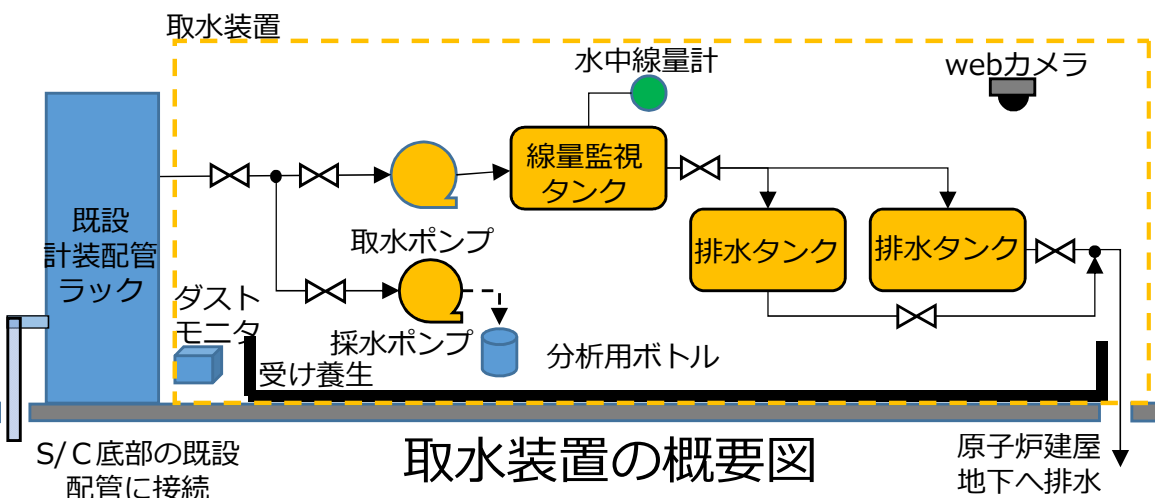 取水装置
水中線量計
webカメラ
線量監視
タンク
既設
計装配管
ラック
取水ポンプ
排水タンク
排水タンク
ダスト
モニタ
採水ポンプ
分析用ボトル
受け養生
S/C底部の既設
配管に接続
取水装置の概要図
原子炉建屋
地下へ排水